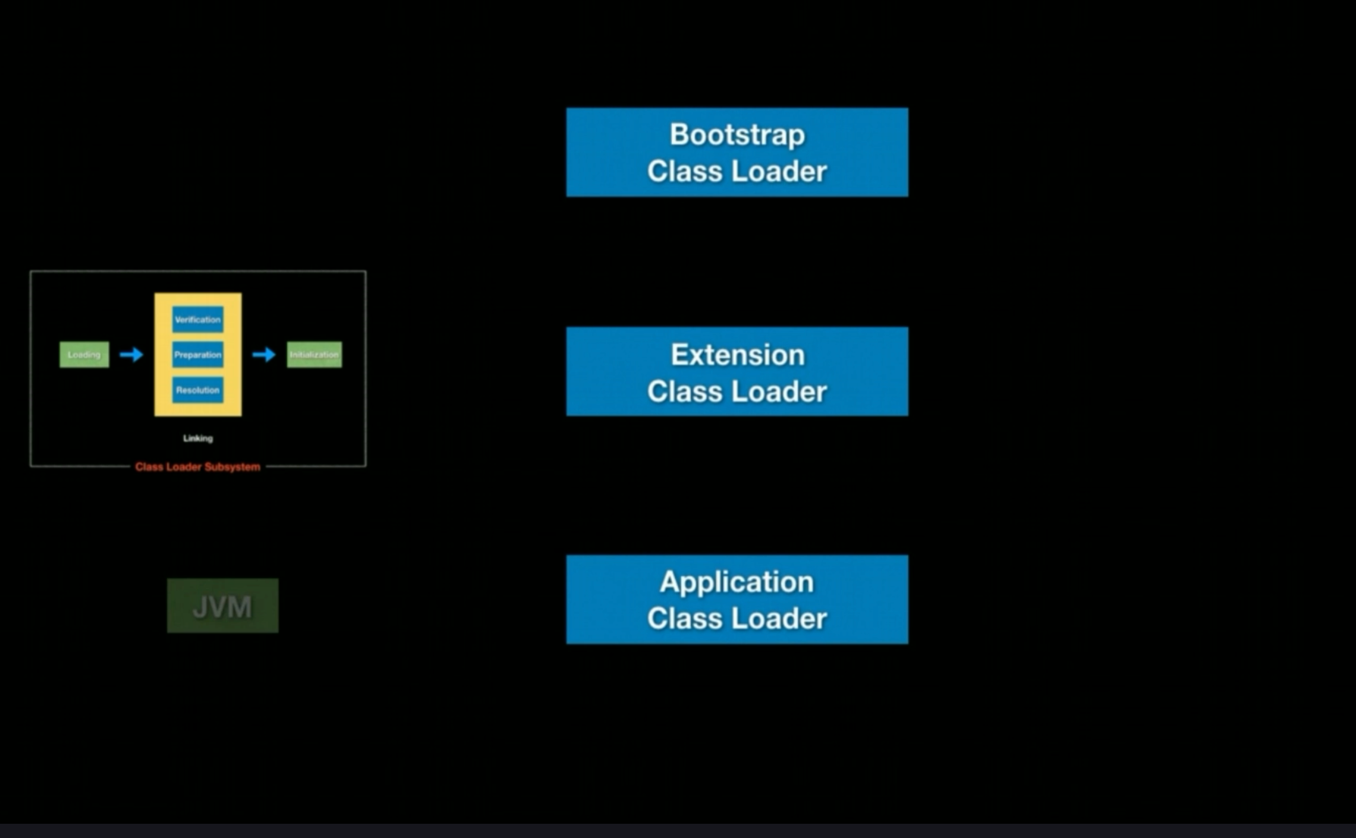 Bootstrap
Class Loader
Verification
Loading
Preparation
Initialization
Resolution
Linking
Class Loader Subsystem
Extension
Class Loader
JVM
Application
Class Loader